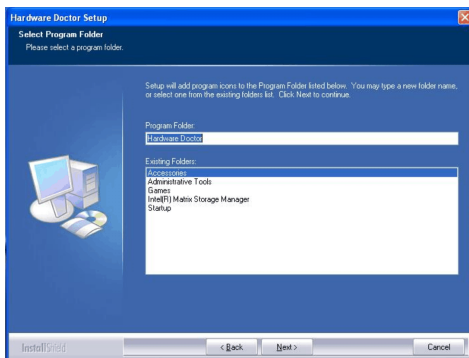 Hardware Doctor Setup
Select Program Folder
Please select a program folder.
Setup will add program icons to the Program Folder listed below. You may type a new folder name,
or select one from the existing folders list. Click Next to continue.
Program Folder:
Hardware Doctor
Existing Folders:
Accessories
Administrative Tools
Games
Intel(R) Matrix Storage Manager
Startup
InstallShield
< Back
Next >
Cancel